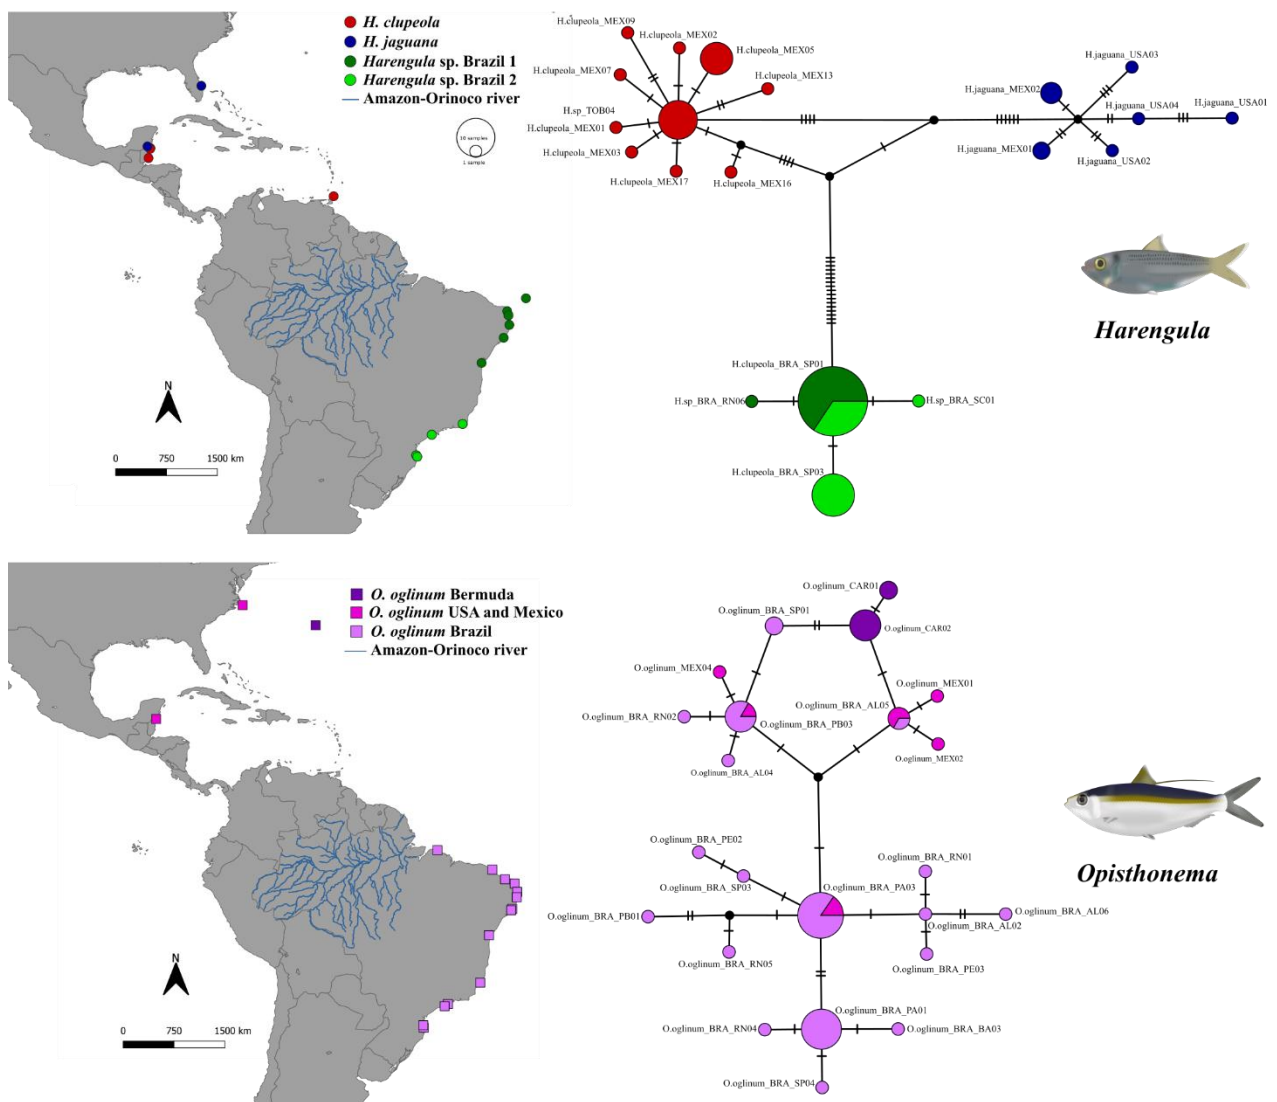 H. clupeola
H. jaguana
Harengula sp. Brazil 1
Harengula sp. Brazil 2
Amazon-Orinoco river
10 samples
1 sample
N
0 750 1500 km
H.clupeola_MEX09
H.clupeola_MEX02
H.clupeola_MEX05
H.clupeola_MEX07
H.clupeola_MEX13
H.sp_TOB04
H.clupeola_MEX01
H.clupeola_MEX03
H.clupeola_MEX17
H.clupeola_MEX16
H.jaguana_USA03
H.jaguana_MEX02
H.jaguana_USA04
H.jaguana_USA01
H.jaguana_MEX01
H.jaguana_USA02
Harengula
H.clupeola_BRA_SP01
H.sp_BRA_RN06
H.sp_BRA_SC01
H.clupeola_BRA_SP03
O. oglinum Bermuda
O. oglinum USA and Mexico
O. oglinum Brazil
Amazon-Orinoco river
N
0 750 1500 km
O.oglinum_CAR01
O.oglinum_BRA_SP01
O.oglinum_CAR02
O.oglinum_MEX04
O.oglinum_MEX01
O.oglinum_BRA_AL05
O.oglinum_BRA_RN02
O.oglinum_BRA_PB03
O.oglinum_MEX02
O.oglinum_BRA_AL04
O.oglinum_BRA_PE02
O.oglinum_BRA_RN01
O.oglinum_BRA_SP03
O.oglinum_BRA_PA03
O.oglinum_BRA_PB01
O.oglinum_BRA_AL06
O.oglinum_BRA_AL02
O.oglinum_BRA_RN05
O.oglinum_BRA_PE03
O.oglinum_BRA_PA01
O.oglinum_BRA_RN04
O.oglinum_BRA_BA03
O.oglinum_BRA_SP04
Opisthonema